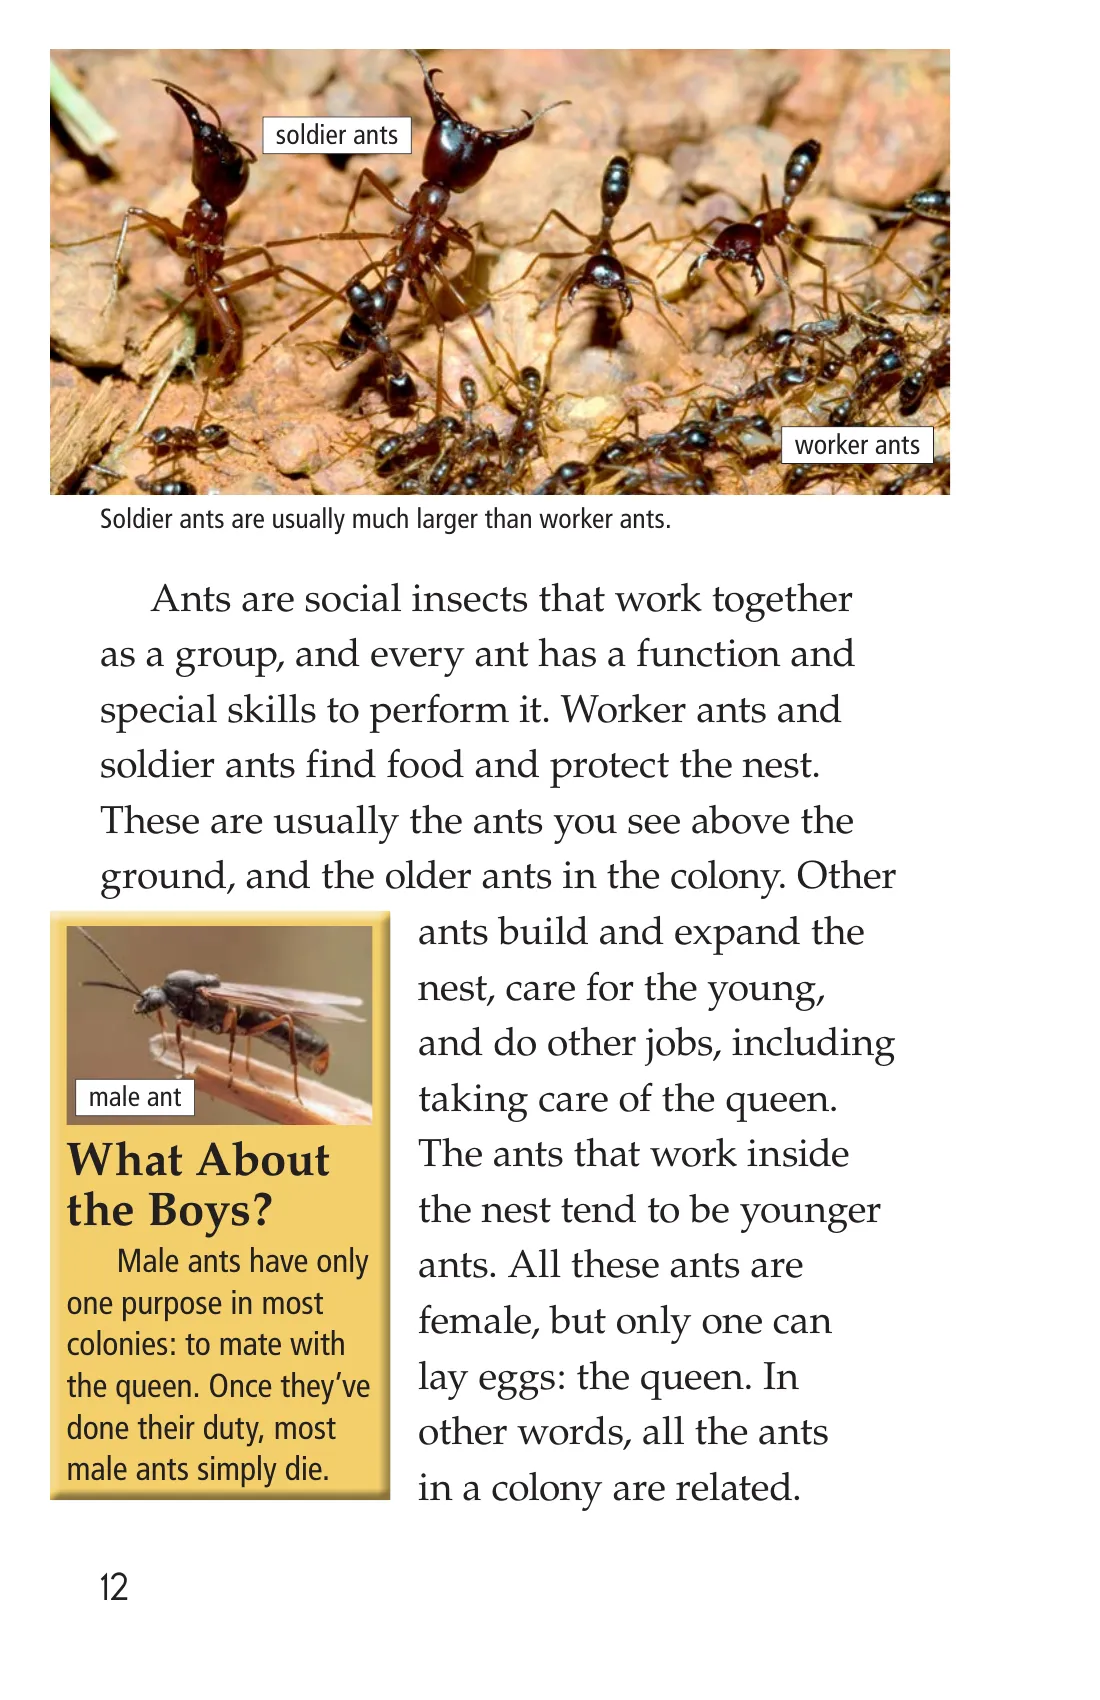 soldier ants
worker ants
Soldier ants are usually much larger than worker ants.
Ants are social insects that work together
as a group, and every ant has a function and
special skills to perform it. Worker ants and
soldier ants find food and protect the nest.
These are usually the ants you see above the
ground, and the older ants in the colony. Other
ants build and expand the
nest, care for the young,
and do other jobs, including
taking care of the queen.
The ants that work inside
the nest tend to be younger
ants. All these ants are
female, but only one can
lay eggs: the queen. In
other words, all the ants
in a colony are related.
male ant
What About
the Boys?
Male ants have only
one purpose in most
colonies: to mate with
the queen. Once they’ve
done their duty, most
male ants simply die.
12